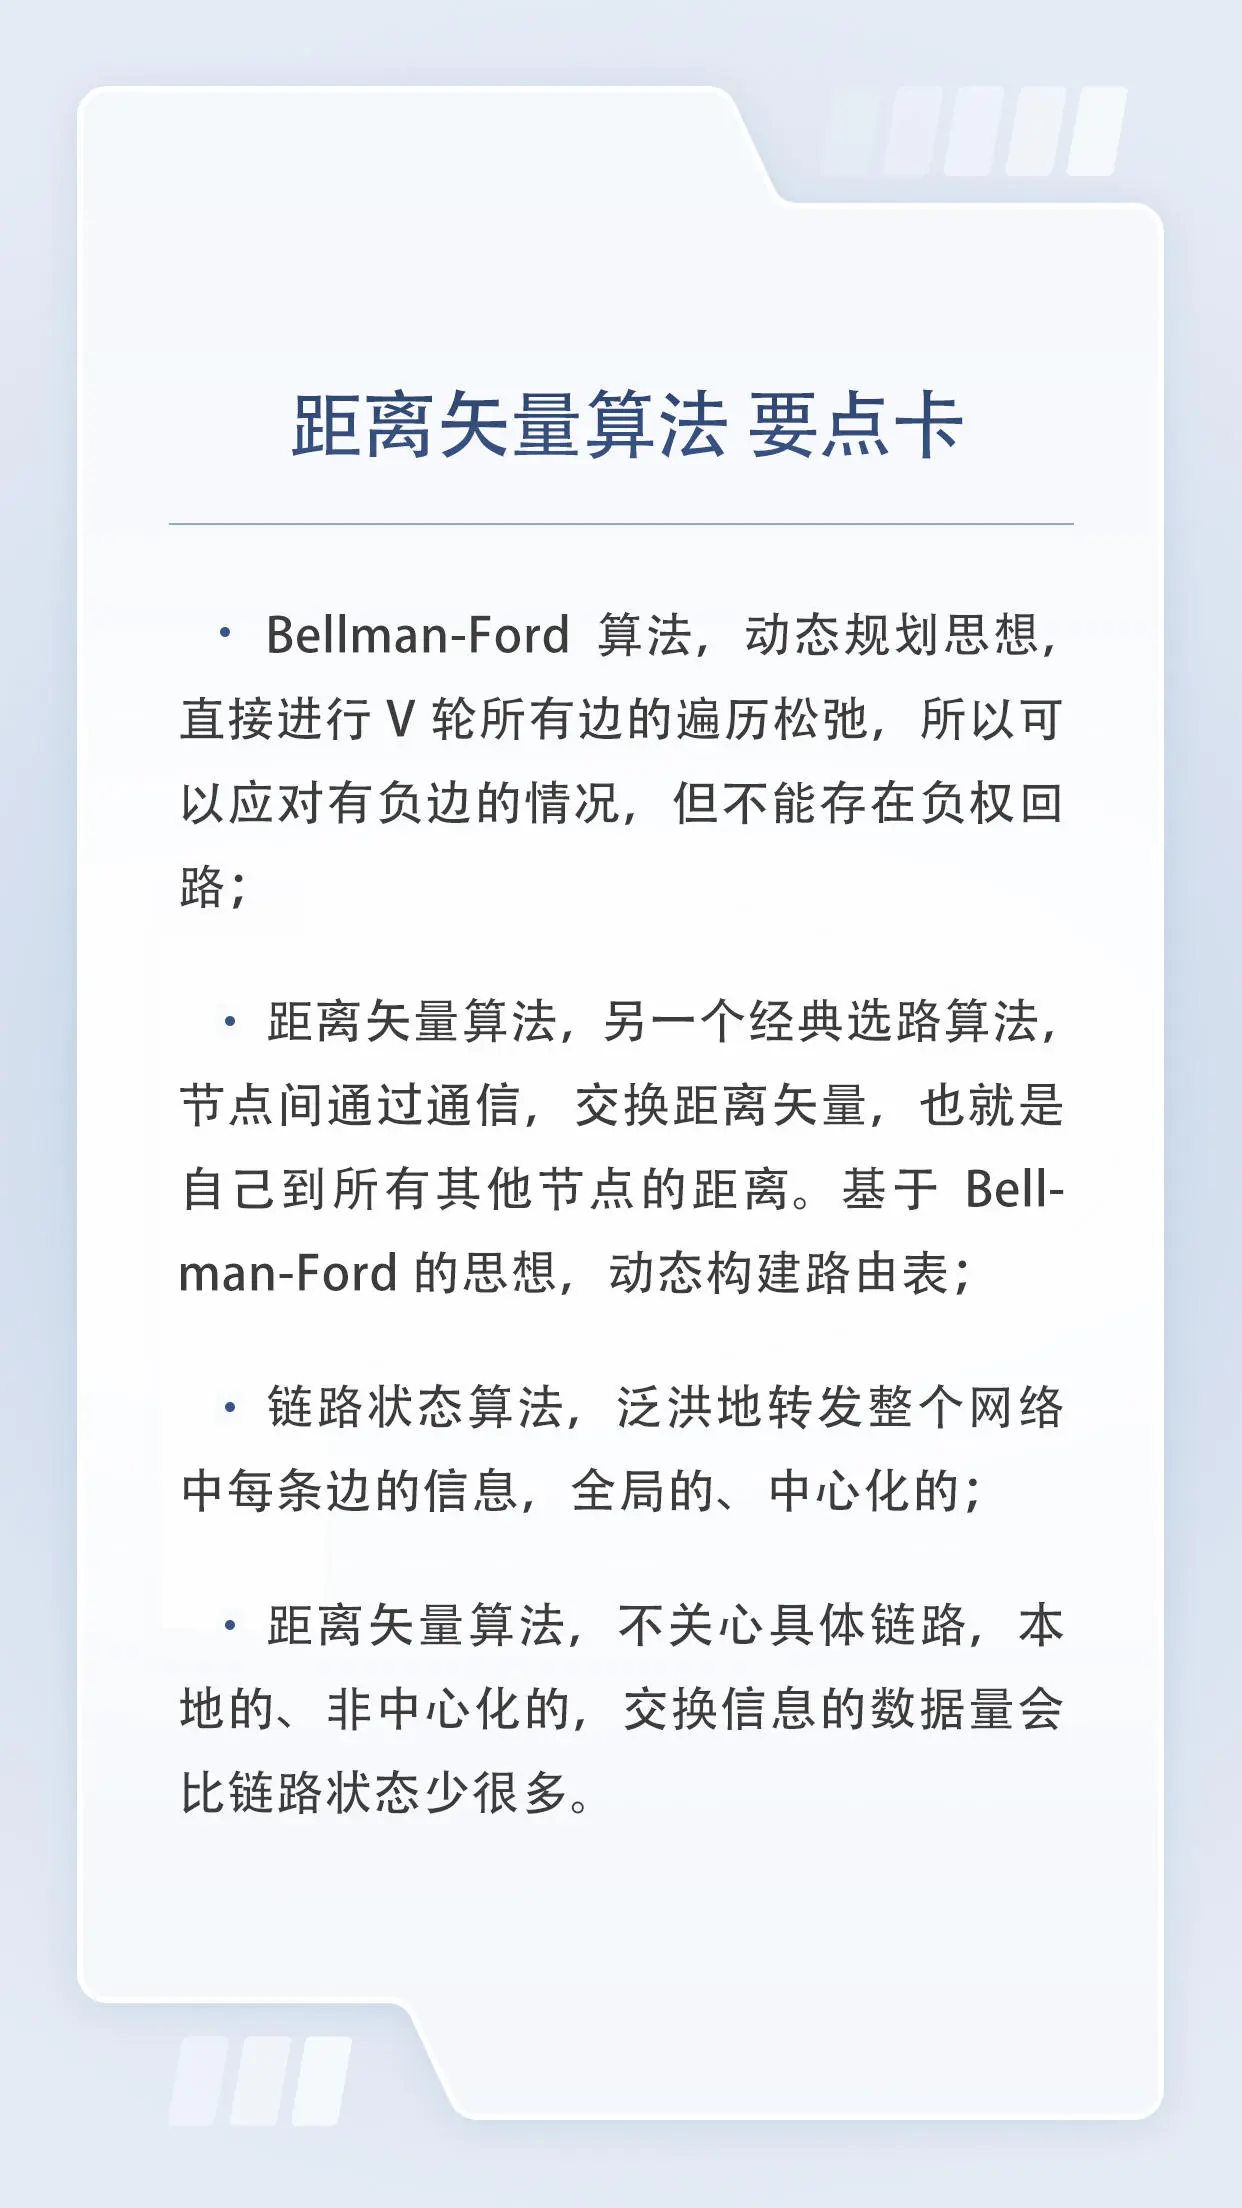 距离矢量算法 要点卡
• Bellman-Ford 算法，动态规划思想，
直接进行 V 轮所有边的遍历松弛，所以可
以应对有负边的情况，但不能存在负权回
路；
• 距离矢量算法，另一个经典选路算法，
节点间通过通信，交换距离矢量，也就是
自己到所有其他节点的距离。基于 Bell-
man-Ford 的思想，动态构建路由表；
• 链路状态算法，泛洪地转发整个网络
中每条边的信息，全局的、中心化的；
• 距离矢量算法，不关心具体链路，本
地的、非中心化的，交换信息的数据量会
比链路状态少很多。